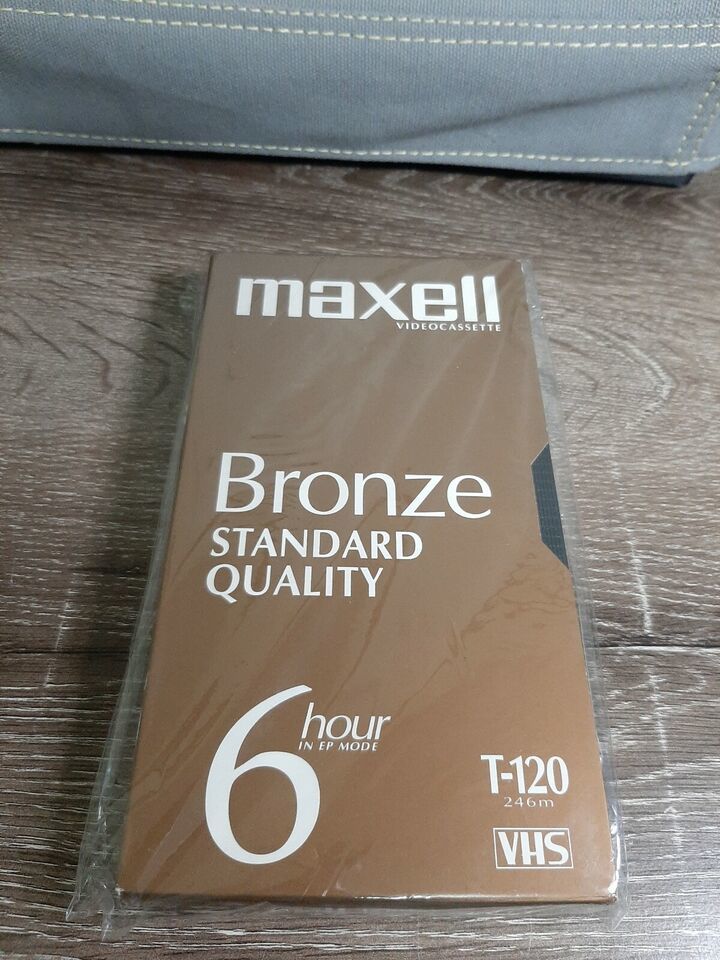 maxell
VIDEOCASSETTE
Bronze
STANDARD
QUALITY
6 hour
IN EP MODE
T-120
246m
VHS